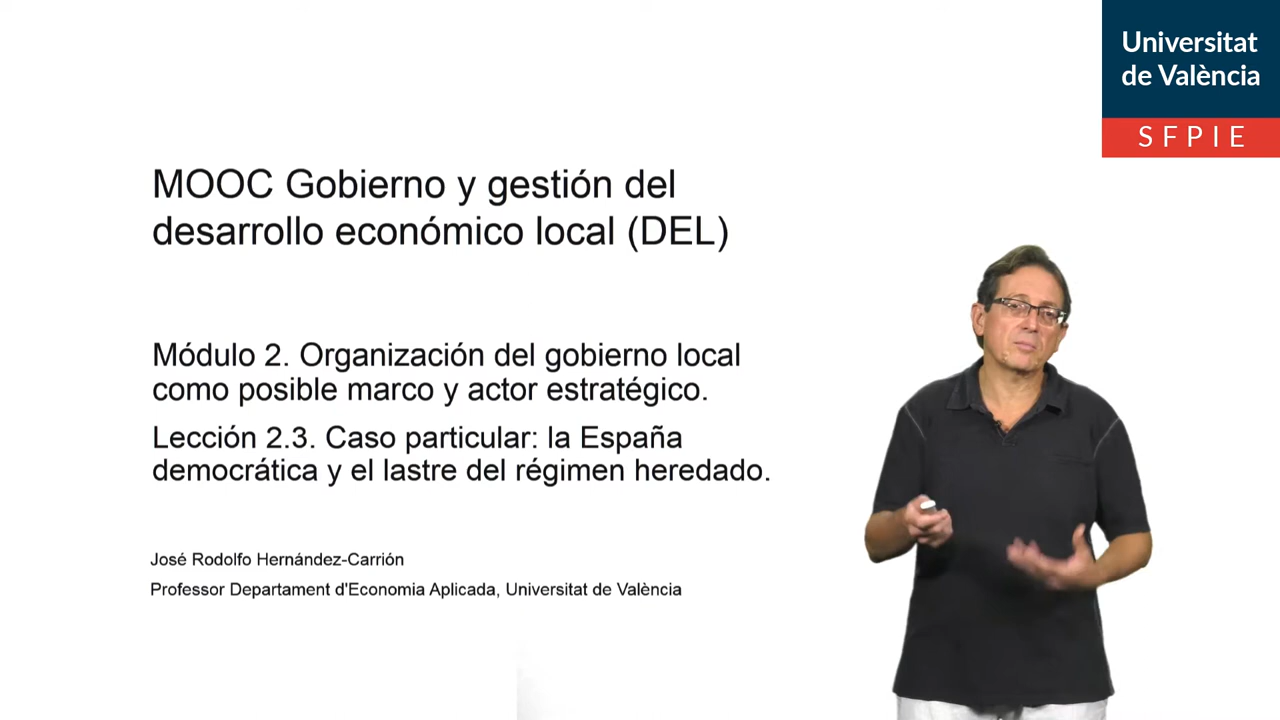 Universitat
de València
SFPIE
MOOC Gobierno y gestión del
desarrollo económico local (DEL)
Módulo 2. Organización del gobierno local
como posible marco y actor estratégico.
Lección 2.3. Caso particular: la España
democrática y el lastre del régimen heredado.
José Rodolfo Hernández-Carrión
Professor Departament d'Economia Aplicada, Universitat de València